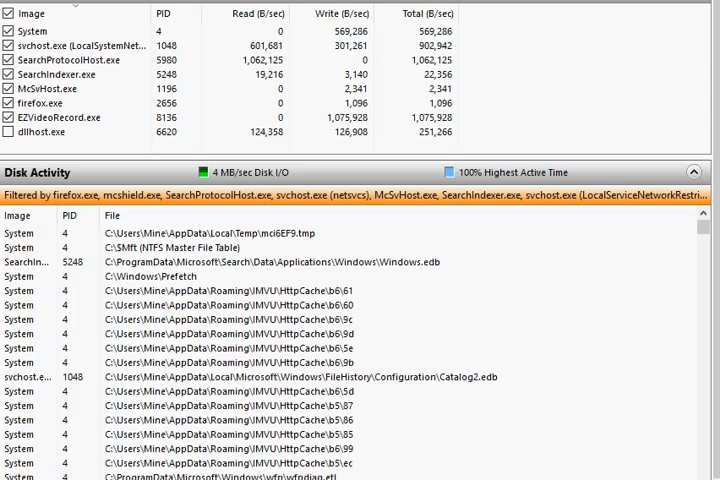 Image PID Read (B/sec) Write (B/sec) Total (B/sec)
System 4 0 569,286 569,286
svchost.exe (LocalSystemNet... 1048 601,681 301,261 902,942
SearchProtocolHost.exe 5980 1,062,125 0 1,062,125
SearchIndexer.exe 5248 19,216 3,140 22,356
McSvHost.exe 1196 0 2,341 2,341
firefox.exe 2656 0 1,096 1,096
EZVideoRecord.exe 8136 0 1,075,928 1,075,928
dllhost.exe 6620 124,358 126,908 251,266
Disk Activity 4 MB/sec Disk I/O 100% Highest Active Time
Filtered by firefox.exe, mcshield.exe, SearchProtocolHost.exe, svchost.exe (netsvcs), McSvHost.exe, SearchIndexer.exe, svchost.exe (LocalServiceNetworkRestri...
Image PID File
System 4 C:\Users\Mine\AppData\Local\Temp\mci6EF9.tmp
System 4 C:\$Mft (NTFS Master File Table)
SearchIn... 5248 C:\ProgramData\Microsoft\Search\Data\Applications\Windows\Windows.edb
System 4 C:\Windows\Prefetch
System 4 C:\Users\Mine\AppData\Roaming\IMVU\HttpCache\b6\61
System 4 C:\Users\Mine\AppData\Roaming\IMVU\HttpCache\b6\60
System 4 C:\Users\Mine\AppData\Roaming\IMVU\HttpCache\b6\9c
System 4 C:\Users\Mine\AppData\Roaming\IMVU\HttpCache\b6\9d
System 4 C:\Users\Mine\AppData\Roaming\IMVU\HttpCache\b6\5e
System 4 C:\Users\Mine\AppData\Roaming\IMVU\HttpCache\b6\9b
svchost.e... 1048 C:\Users\Mine\AppData\Local\Microsoft\Windows\FileHistory\Configuration\Catalog2.edb
System 4 C:\Users\Mine\AppData\Roaming\IMVU\HttpCache\b6\5d
System 4 C:\Users\Mine\AppData\Roaming\IMVU\HttpCache\b5\87
System 4 C:\Users\Mine\AppData\Roaming\IMVU\HttpCache\b5\86
System 4 C:\Users\Mine\AppData\Roaming\IMVU\HttpCache\b5\85
System 4 C:\Users\Mine\AppData\Roaming\IMVU\HttpCache\b6\99
System 4 C:\Users\Mine\AppData\Roaming\IMVU\HttpCache\b5\ec
System 4 C:\ProgramData\Microsoft\Windows\wfp\wfpdiag.etl